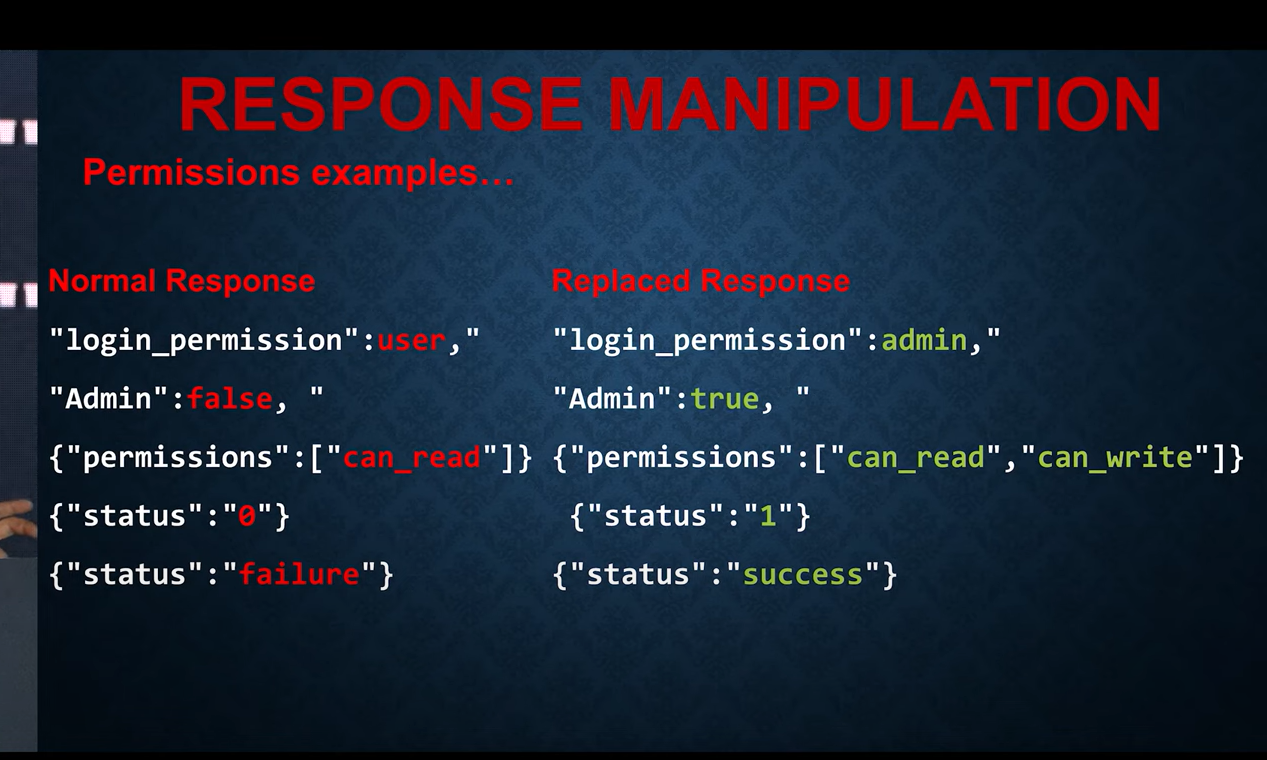 RESPONSE MANIPULATION
Permissions examples...
Normal Response Replaced Response
"login_permission":user," "login_permission":admin,"
"Admin":false, " "Admin":true, "
{"permissions":["can_read"]} {"permissions":["can_read","can_write"]}
{"status":"0"} {"status":"1"}
{"status":"failure"} {"status":"success"}